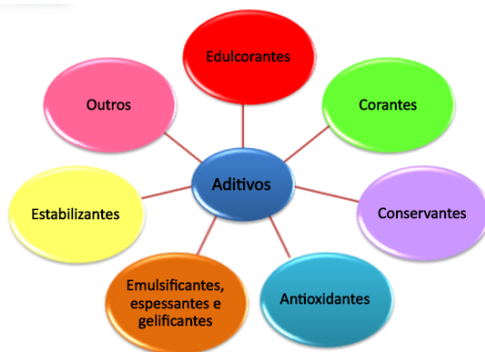 Edulcorantes
Outros
Corantes
Aditivos
Estabilizantes
Conservantes
Emulsificantes,
espessantes e
gelificantes
Antioxidantes